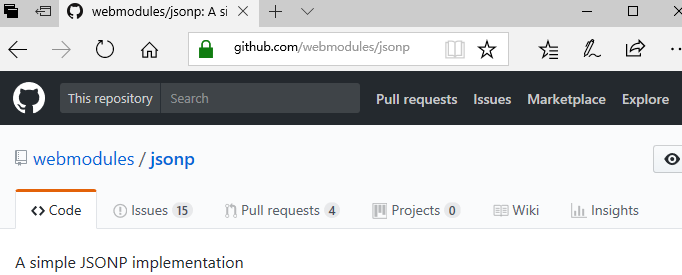 webmodules/jsonp: A si
github.com/webmodules/jsonp
This repository Search Pull requests Issues Marketplace Explore
webmodules / jsonp
Code Issues 15 Pull requests 4 Projects 0 Wiki Insights
A simple JSONP implementation